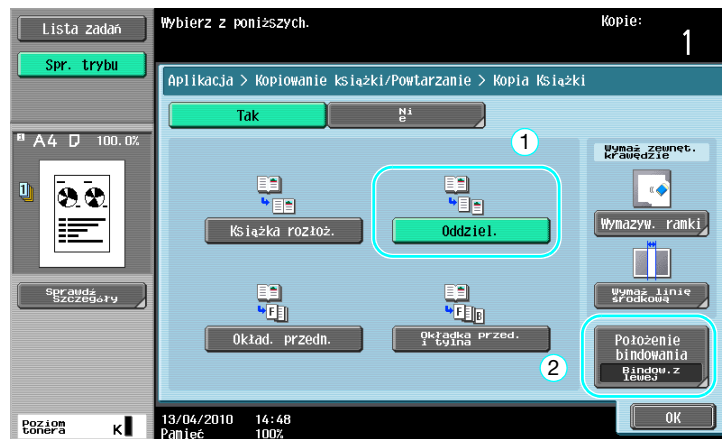 Lista zadań
Spr. trybu
Wybierz z poniższych.
Kopie:
1
Aplikacja > Kopiowanie książki/Powtarzanie > Kopia Książki
Tak
Ni
e
1
A4 100.0%
1
Wymaż zewnęt.
krawędzie
Książka rozłoż.
Oddziel.
Wymazyw. ramki
Sprawdź
Szczegóły
Wymaż linię
środkową
F
F B
Okład. przedn.
Okładka przed.
i tylna
2
Położenie
bindowania
Bindow.z
lewej
Poziom
tonera
K
13/04/2010 14:48
Pamięć 100%
OK